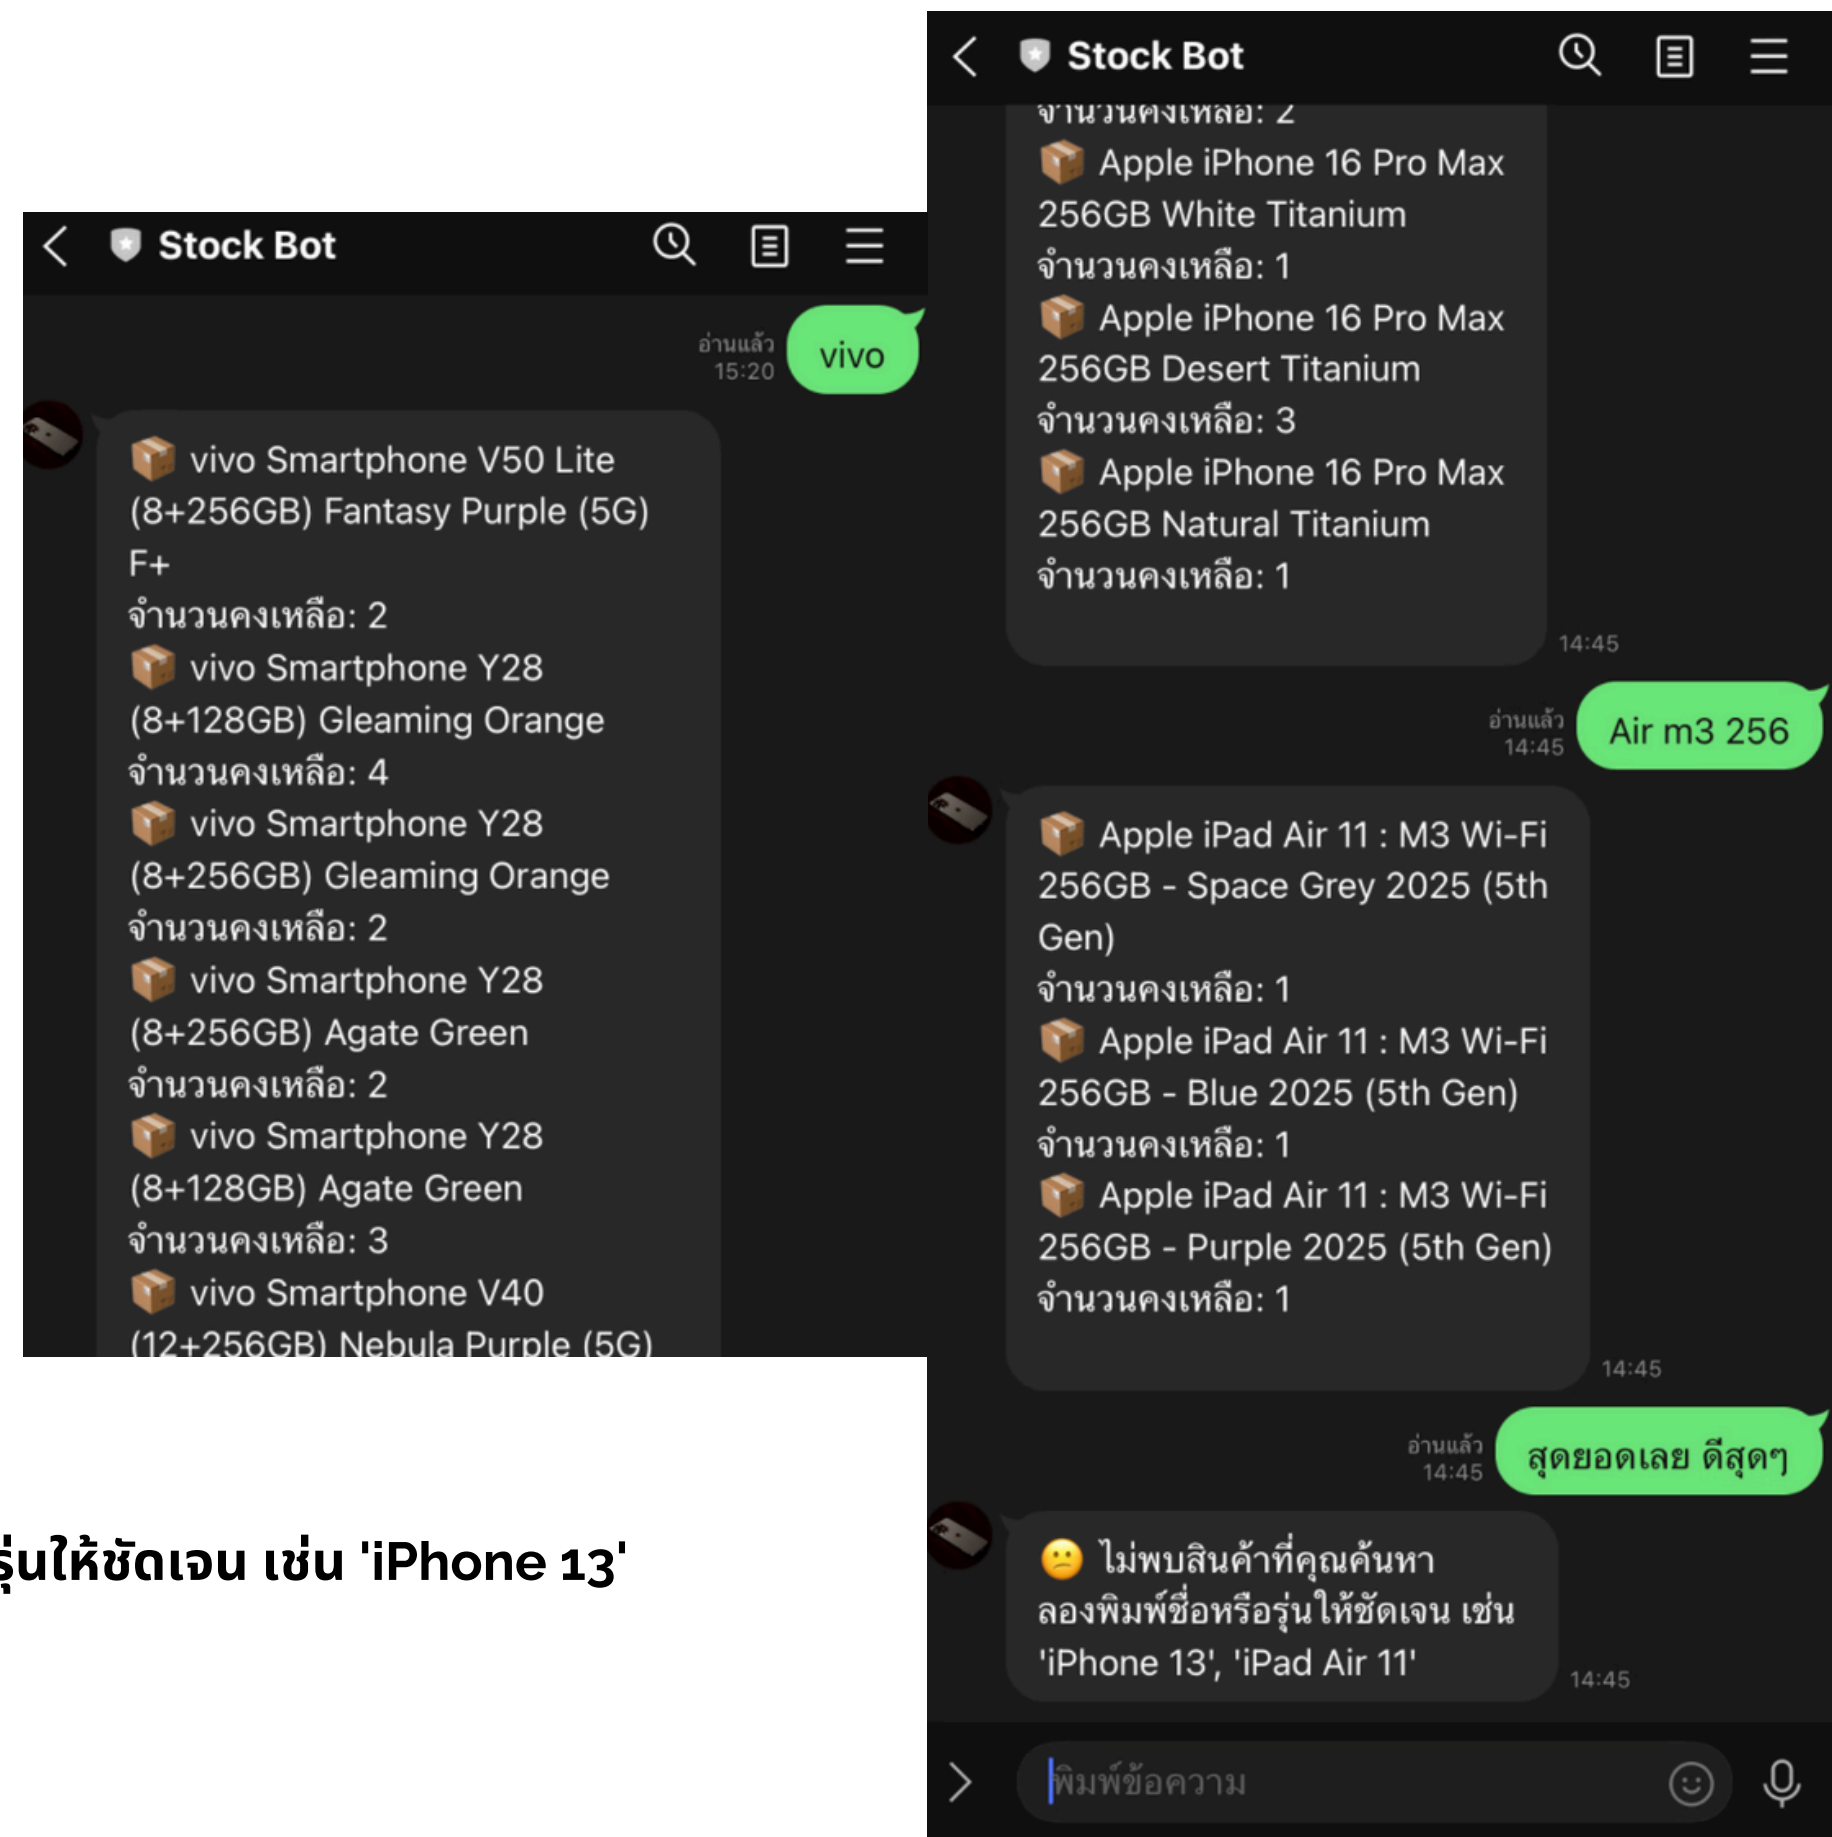 Stock Bot
อ่านแล้ว
15:20
vivo
📦 vivo Smartphone V50 Lite
(8+256GB) Fantasy Purple (5G)
F+
จำนวนคงเหลือ: 2
📦 vivo Smartphone Y28
(8+128GB) Gleaming Orange
จำนวนคงเหลือ: 4
📦 vivo Smartphone Y28
(8+256GB) Gleaming Orange
จำนวนคงเหลือ: 2
📦 vivo Smartphone Y28
(8+256GB) Agate Green
จำนวนคงเหลือ: 2
📦 vivo Smartphone Y28
(8+128GB) Agate Green
จำนวนคงเหลือ: 3
📦 vivo Smartphone V40
(12+256GB) Nebula Purple (5G)
รุ่นให้ชัดเจน เช่น 'iPhone 13'
Stock Bot
จำนวนคงเหลือ: 2
📦 Apple iPhone 16 Pro Max
256GB White Titanium
จำนวนคงเหลือ: 1
📦 Apple iPhone 16 Pro Max
256GB Desert Titanium
จำนวนคงเหลือ: 3
📦 Apple iPhone 16 Pro Max
256GB Natural Titanium
จำนวนคงเหลือ: 1
14:45
อ่านแล้ว
14:45
Air m3 256
📦 Apple iPad Air 11 : M3 Wi-Fi
256GB - Space Grey 2025 (5th
Gen)
จำนวนคงเหลือ: 1
📦 Apple iPad Air 11 : M3 Wi-Fi
256GB - Blue 2025 (5th Gen)
จำนวนคงเหลือ: 1
📦 Apple iPad Air 11 : M3 Wi-Fi
256GB - Purple 2025 (5th Gen)
จำนวนคงเหลือ: 1
14:45
อ่านแล้ว
14:45
สุดยอดเลย ดีสุดๆ
😕 ไม่พบสินค้าที่คุณค้นหา
ลองพิมพ์ชื่อหรือรุ่นให้ชัดเจน เช่น
'iPhone 13', 'iPad Air 11'
14:45
พิมพ์ข้อความ